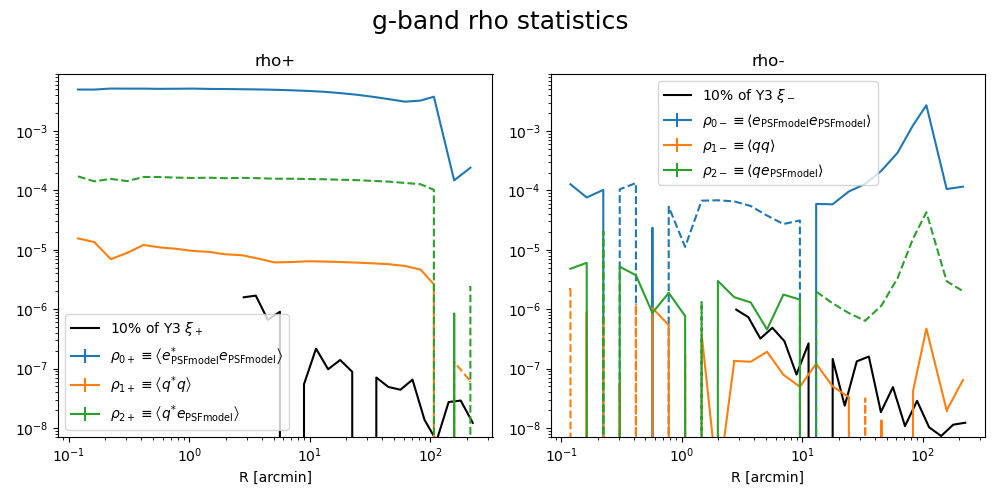 g-band rho statistics
rho+
10⁻³
10⁻⁴
10⁻⁵
10⁻⁶
10⁻⁷
10⁻⁸
10% of Y3 ξ₊
ρ₀₊ ≡ ⟨e*PSFmodel ePSFmodel⟩
ρ₁₊ ≡ ⟨q*q⟩
ρ₂₊ ≡ ⟨q*ePSFmodel⟩
10⁻¹ 10⁰ 10¹ 10²
R [arcmin]
rho-
10⁻³
10⁻⁴
10⁻⁵
10⁻⁶
10⁻⁷
10⁻⁸
10% of Y3 ξ₋
ρ₀₋ ≡ ⟨ePSFmodel ePSFmodel⟩
ρ₁₋ ≡ ⟨qq⟩
ρ₂₋ ≡ ⟨qePSFmodel⟩
10⁻¹ 10⁰ 10¹ 10²
R [arcmin]